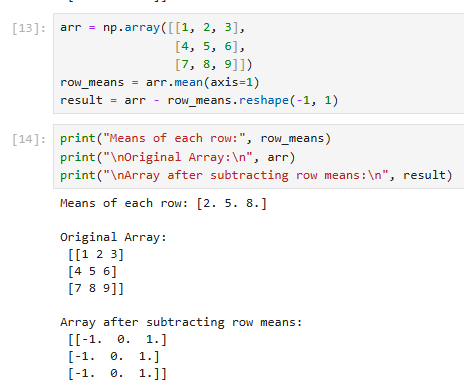 [13]: arr = np.array([[1, 2, 3],
[4, 5, 6],
[7, 8, 9]])
row_means = arr.mean(axis=1)
result = arr - row_means.reshape(-1, 1)
[14]: print("Means of each row:", row_means)
print("\nOriginal Array:\n", arr)
print("\nArray after subtracting row means:\n", result)
Means of each row: [2. 5. 8.]
Original Array:
[[1 2 3]
[4 5 6]
[7 8 9]]
Array after subtracting row means:
[[-1.  0.  1.]
[-1.  0.  1.]
[-1.  0.  1.]]